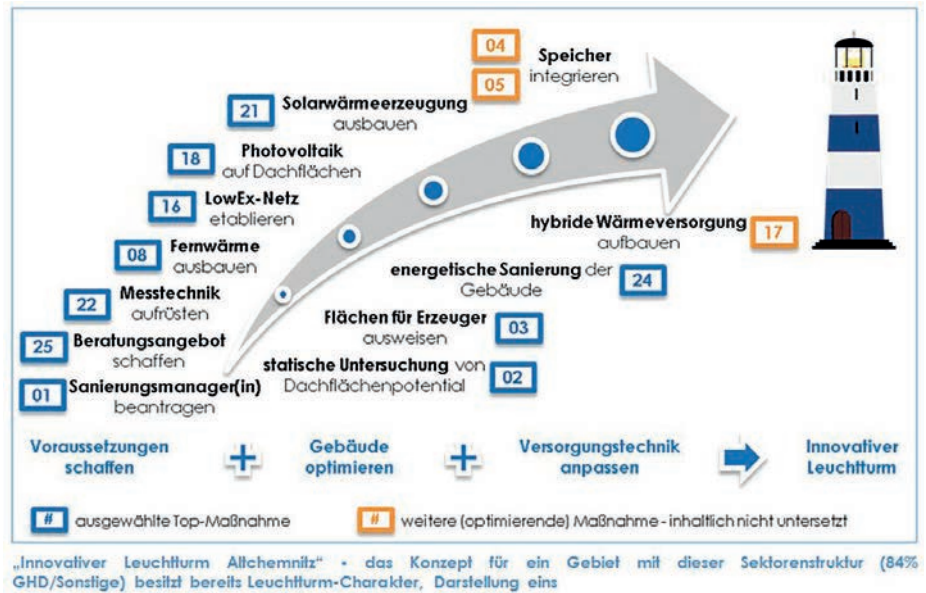 04
05
Speicher
integrieren
21
Solarwärmeerzeugung
ausbauen
18
Photovoltaik
auf Dachflächen
16
LowEx-Netz
etablieren
08
Fernwärme
ausbauen
22
Messtechnik
aufrüsten
25
Beratungsangebot
schaffen
01
Sanierungsmanager(in)
beantragen
hybride Wärmeversorgung
aufbauen
17
energetische Sanierung der
Gebäude
24
Flächen für Erzeuger
ausweisen
03
statische Untersuchung von
Dachflächenpotential
02
Voraussetzungen
schaffen
+
Gebäude
optimieren
+
Versorgungstechnik
anpassen
Innovativer
Leuchtturm
# ausgewählte Top-Maßnahme
# weitere (optimierende) Maßnahme - inhaltlich nicht untersetzt
„Innovativer Leuchtturm Altchemnitz" - das Konzept für ein Gebiet mit dieser Sektorenstruktur (84%
GHD/Sonstige) besitzt bereits Leuchtturm-Charakter, Darstellung eins